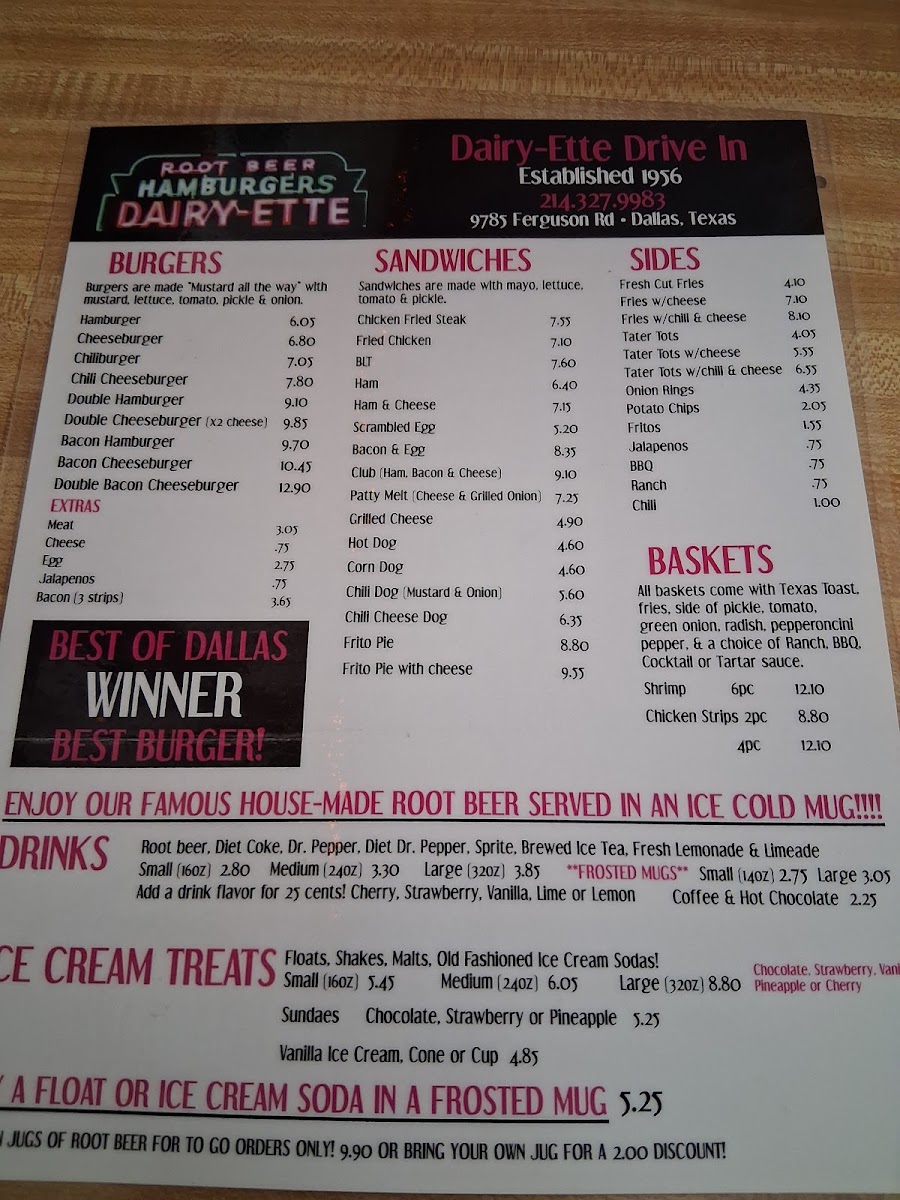 ROOT BEER
HAMBURGERS
DAIRY-ETTE
Dairy-Ette Drive In
Established 1956
214.327.9983
9785 Ferguson Rd • Dallas, Texas
BURGERS
Burgers are made "Mustard all the way" with
mustard, lettuce, tomato, pickle & onion.
Hamburger 6.05
Cheeseburger 6.80
Chiliburger 7.05
Chili Cheeseburger 7.80
Double Hamburger 9.10
Double Cheeseburger (x2 cheese) 9.85
Bacon Hamburger 9.70
Bacon Cheeseburger 10.45
Double Bacon Cheeseburger 12.90
EXTRAS
Meat 3.05
Cheese .75
Egg 2.75
Jalapenos .75
Bacon (3 strips) 3.65
BEST OF DALLAS
WINNER
BEST BURGER!
SANDWICHES
Sandwiches are made with mayo, lettuce,
tomato & pickle.
Chicken Fried Steak 7.55
Fried Chicken 7.10
BLT 7.60
Ham 6.40
Ham & Cheese 7.15
Scrambled Egg 5.20
Bacon & Egg 8.35
Club (Ham, Bacon & Cheese) 9.10
Patty Melt (Cheese & Grilled Onion) 7.25
Grilled Cheese 4.90
Hot Dog 4.60
Corn Dog 4.60
Chili Dog (Mustard & Onion) 5.60
Chili Cheese Dog 6.35
Frito Pie 8.80
Frito Pie with cheese 9.55
SIDES
Fresh Cut Fries 4.10
Fries w/cheese 7.10
Fries w/chili & cheese 8.10
Tater Tots 4.05
Tater Tots w/cheese 5.55
Tater Tots w/chili & cheese 6.55
Onion Rings 4.35
Potato Chips 2.05
Fritos 1.55
Jalapenos .75
BBQ .75
Ranch .75
Chili 1.00
BASKETS
All baskets come with Texas Toast,
fries, side of pickle, tomato,
green onion, radish, pepperoncini
pepper, & a choice of Ranch, BBQ,
Cocktail or Tartar sauce.
Shrimp 6pc 12.10
Chicken Strips 2pc 8.80
4pc 12.10
ENJOY OUR FAMOUS HOUSE-MADE ROOT BEER SERVED IN AN ICE COLD MUG!!!!
DRINKS
Root beer, Diet Coke, Dr. Pepper, Diet Dr. Pepper, Sprite, Brewed Ice Tea, Fresh Lemonade & Limeade
Small (16oz) 2.80 Medium (24oz) 3.30 Large (32oz) 3.85 **FROSTED MUGS** Small (14oz) 2.75 Large 3.05
Add a drink flavor for 25 cents! Cherry, Strawberry, Vanilla, Lime or Lemon Coffee & Hot Chocolate 2.25
CE CREAM TREATS
Floats, Shakes, Malts, Old Fashioned Ice Cream Sodas!
Small (16oz) 5.45 Medium (24oz) 6.05 Large (32oz) 8.80
Chocolate, Strawberry, Vani
Pineapple or Cherry
Sundaes Chocolate, Strawberry or Pineapple 5.25
Vanilla Ice Cream, Cone or Cup 4.85
A FLOAT OR ICE CREAM SODA IN A FROSTED MUG 5.25
JUGS OF ROOT BEER FOR TO GO ORDERS ONLY! 9.90 OR BRING YOUR OWN JUG FOR A 2.00 DISCOUNT!